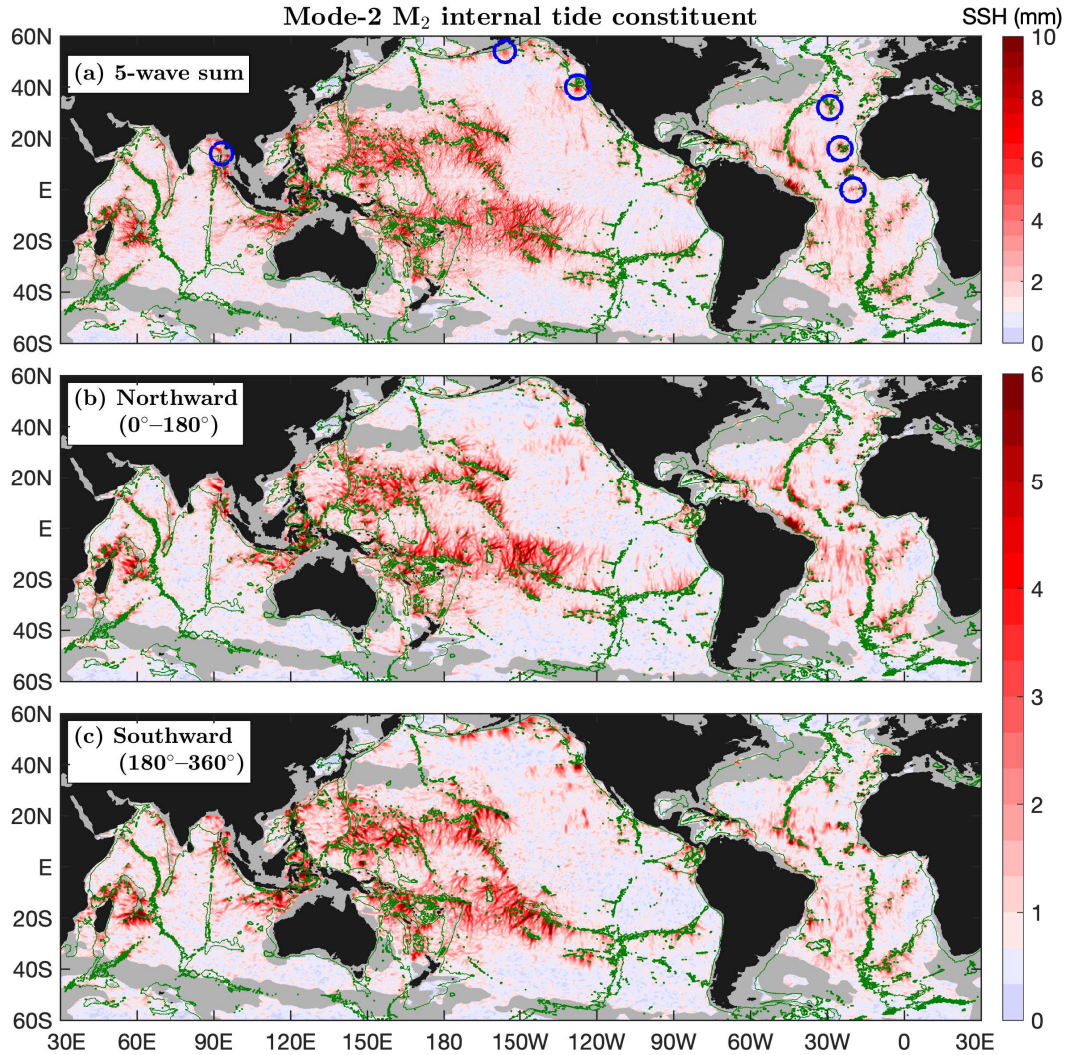 Mode-2 M₂ internal tide constituent
SSH (mm)
(a) 5-wave sum
60N
40N
20N
E
20S
40S
60S
10
8
6
4
2
0
(b) Northward
(0°–180°)
60N
40N
20N
E
20S
40S
60S
(c) Southward
(180°–360°)
60N
40N
20N
E
20S
40S
60S
6
5
4
3
2
1
0
30E 60E 90E 120E 150E 180 150W 120W 90W 60W 30W 0 30E